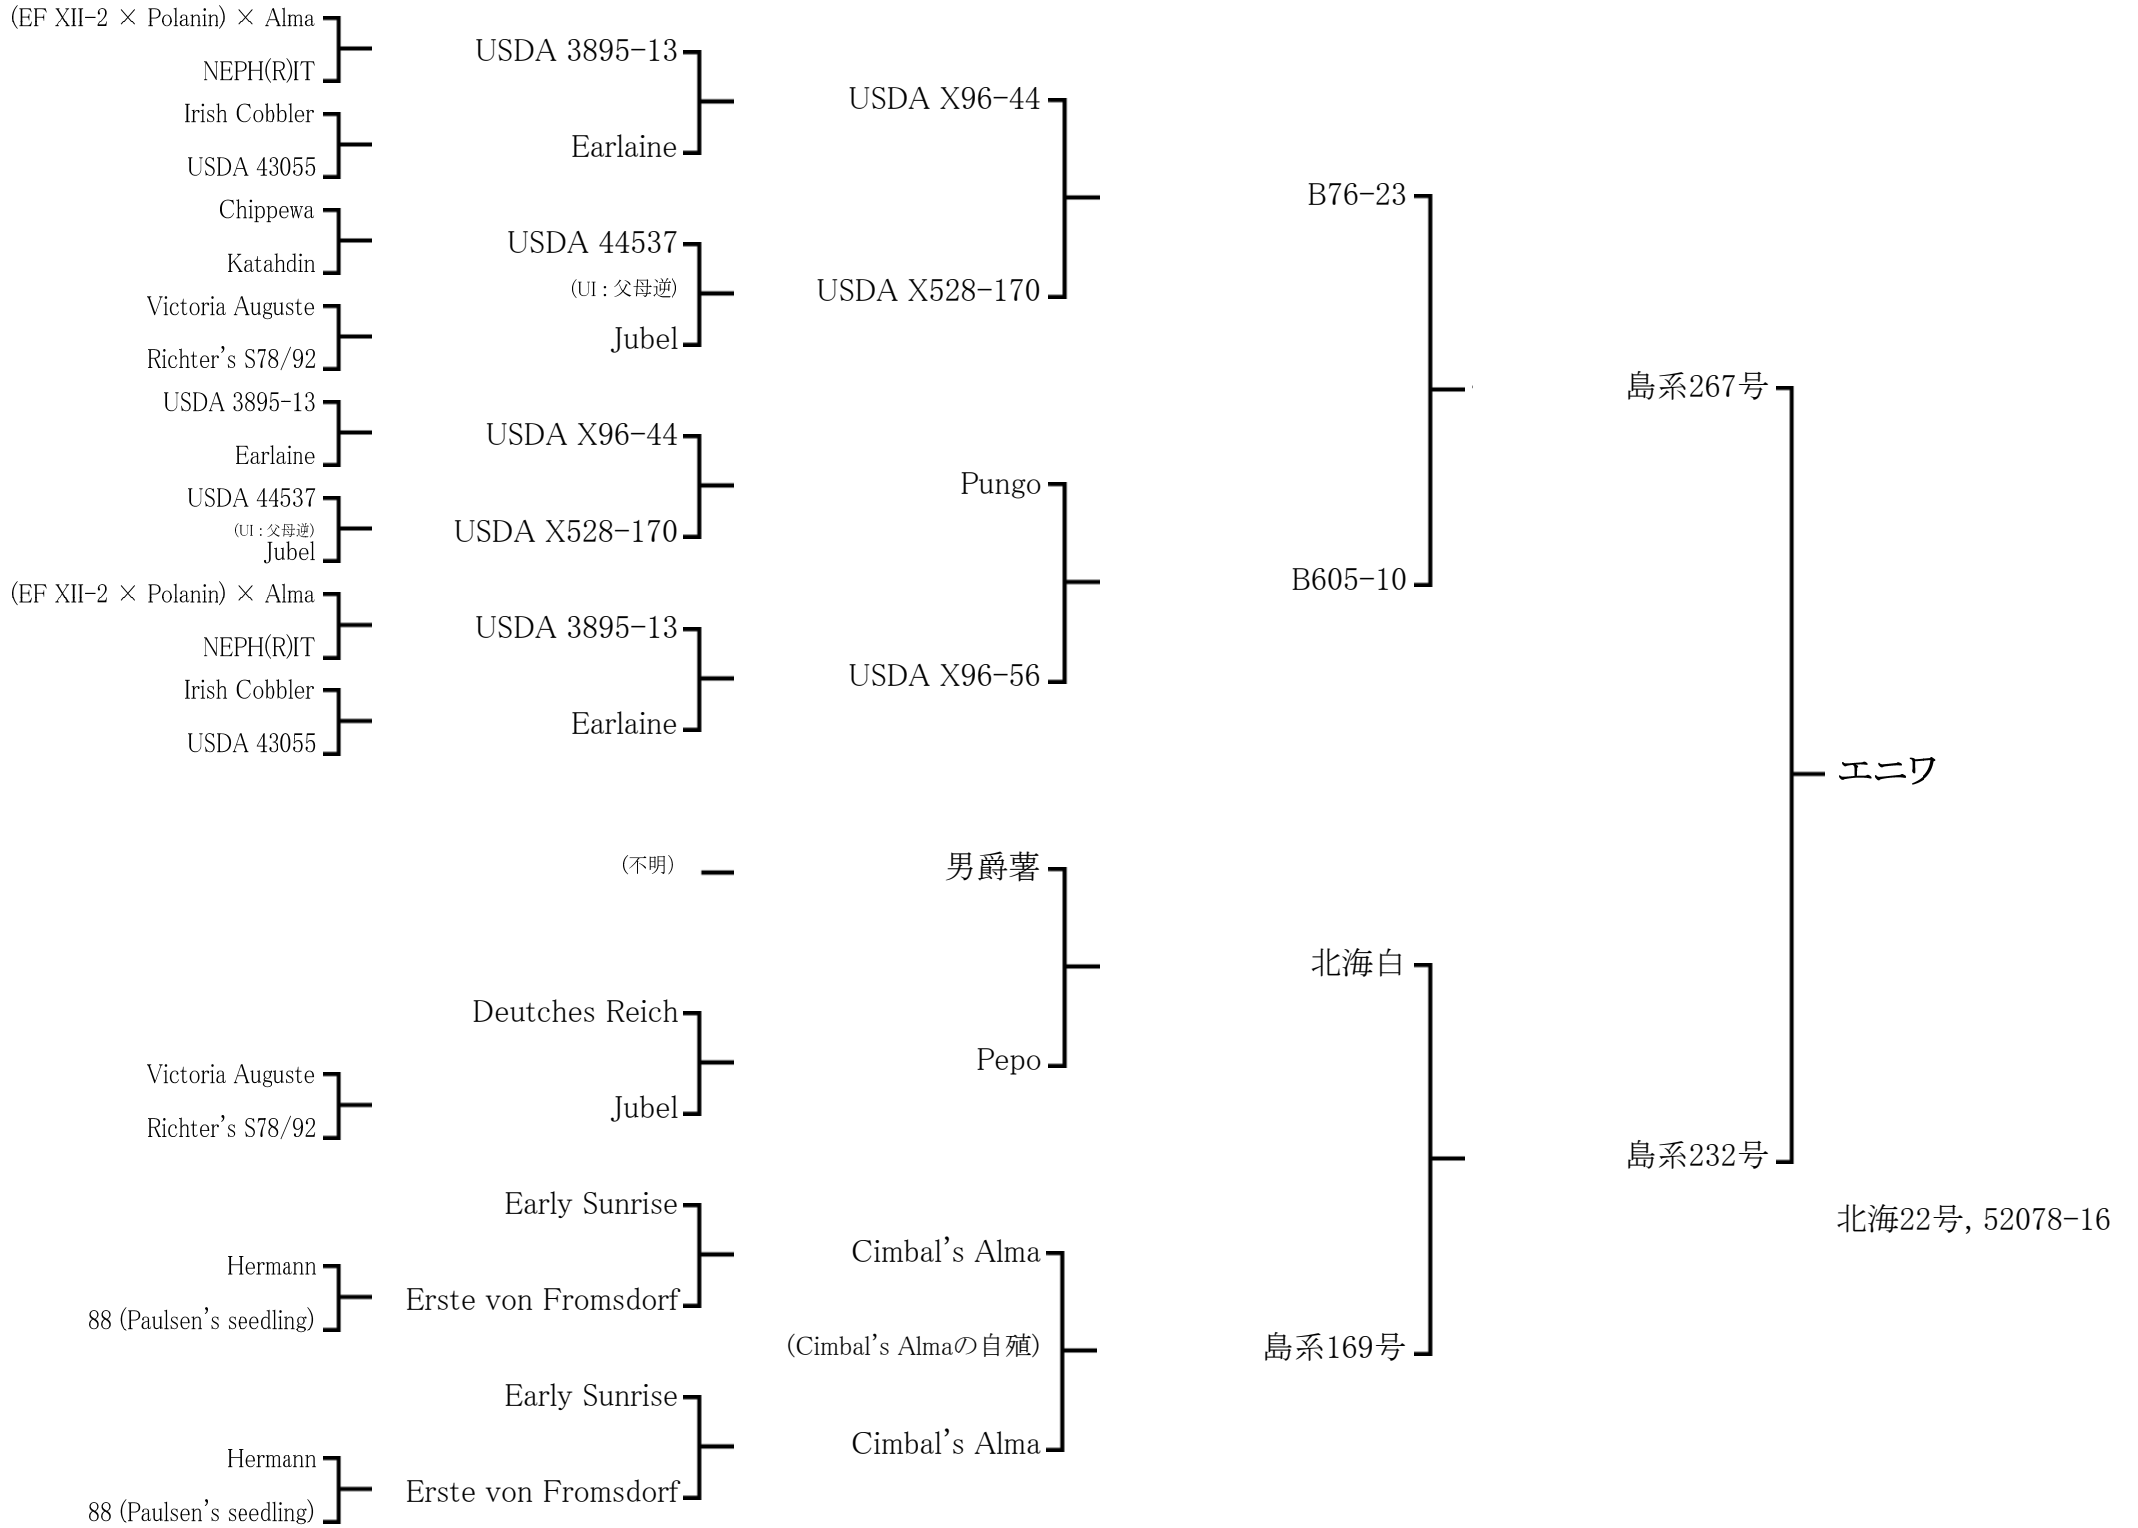 (EF XII-2 × Polanin) × Alma
NEPH(R)IT
Irish Cobbler
USDA 43055
Chippewa
Katahdin
Victoria Auguste
Richter's S78/92
USDA 3895-13
Earlaine
USDA 44537
(UI : 父母逆)
Jubel
(EF XII-2 × Polanin) × Alma
NEPH(R)IT
Irish Cobbler
USDA 43055
Victoria Auguste
Richter's S78/92
Hermann
88 (Paulsen's seedling)
Hermann
88 (Paulsen's seedling)
USDA 3895-13
Earlaine
USDA 44537
(UI : 父母逆)
Jubel
USDA X96-44
USDA X528-170
USDA 3895-13
Earlaine
(不明)
Deutches Reich
Jubel
Early Sunrise
Erste von Fromsdorf
Early Sunrise
Erste von Fromsdorf
USDA X96-44
USDA X528-170
Pungo
USDA X96-56
男爵薯
Pepo
Cimbal's Alma
(Cimbal's Almaの自殖)
Cimbal's Alma
B76-23
B605-10
北海白
島系169号
島系267号
島系232号
エニワ
北海22号, 52078-16